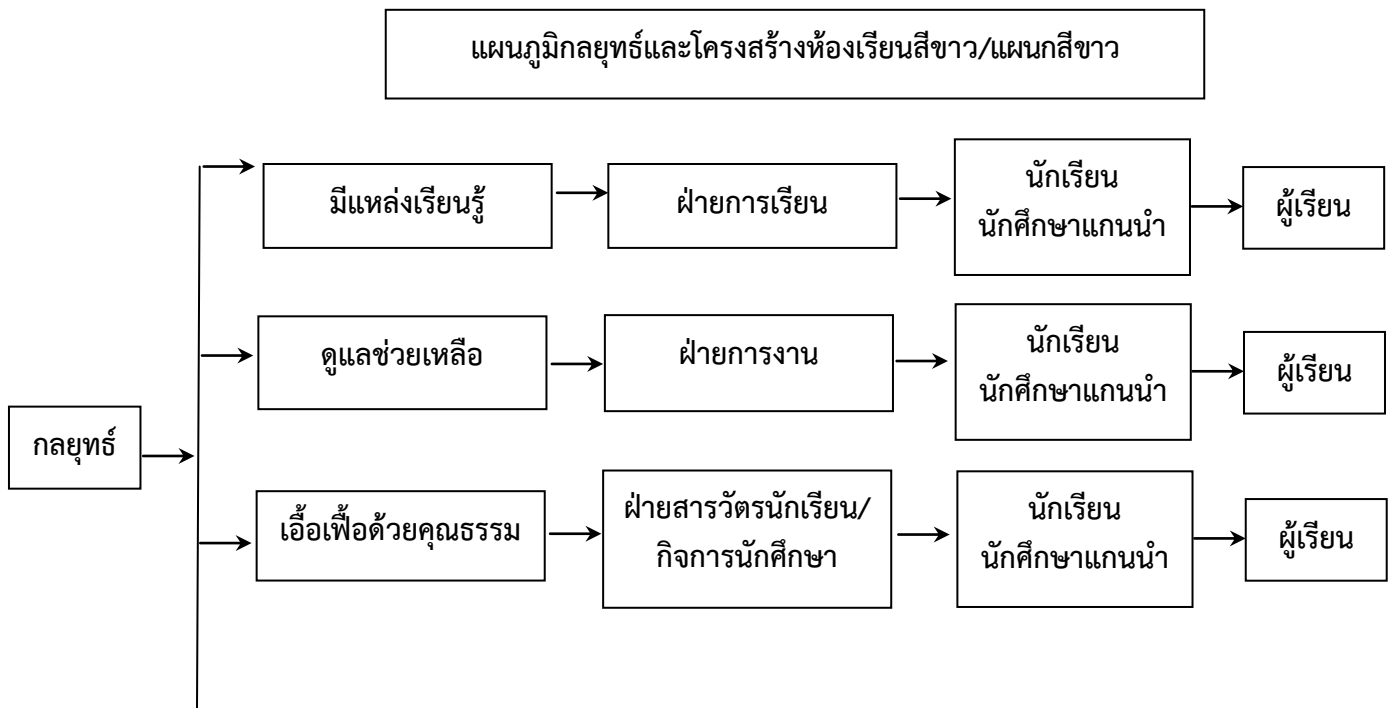 แผนภูมิกลยุทธ์และโครงสร้างห้องเรียนสีขาว/แผนกสีขาว
มีแหล่งเรียนรู้
ฝ่ายการเรียน
นักเรียน
นักศึกษาแกนนำ
ผู้เรียน
ดูแลช่วยเหลือ
ฝ่ายการงาน
นักเรียน
นักศึกษาแกนนำ
ผู้เรียน
กลยุทธ์
เอื้อเฟื้อด้วยคุณธรรม
ฝ่ายสารวัตรนักเรียน/
กิจการนักศึกษา
นักเรียน
นักศึกษาแกนนำ
ผู้เรียน